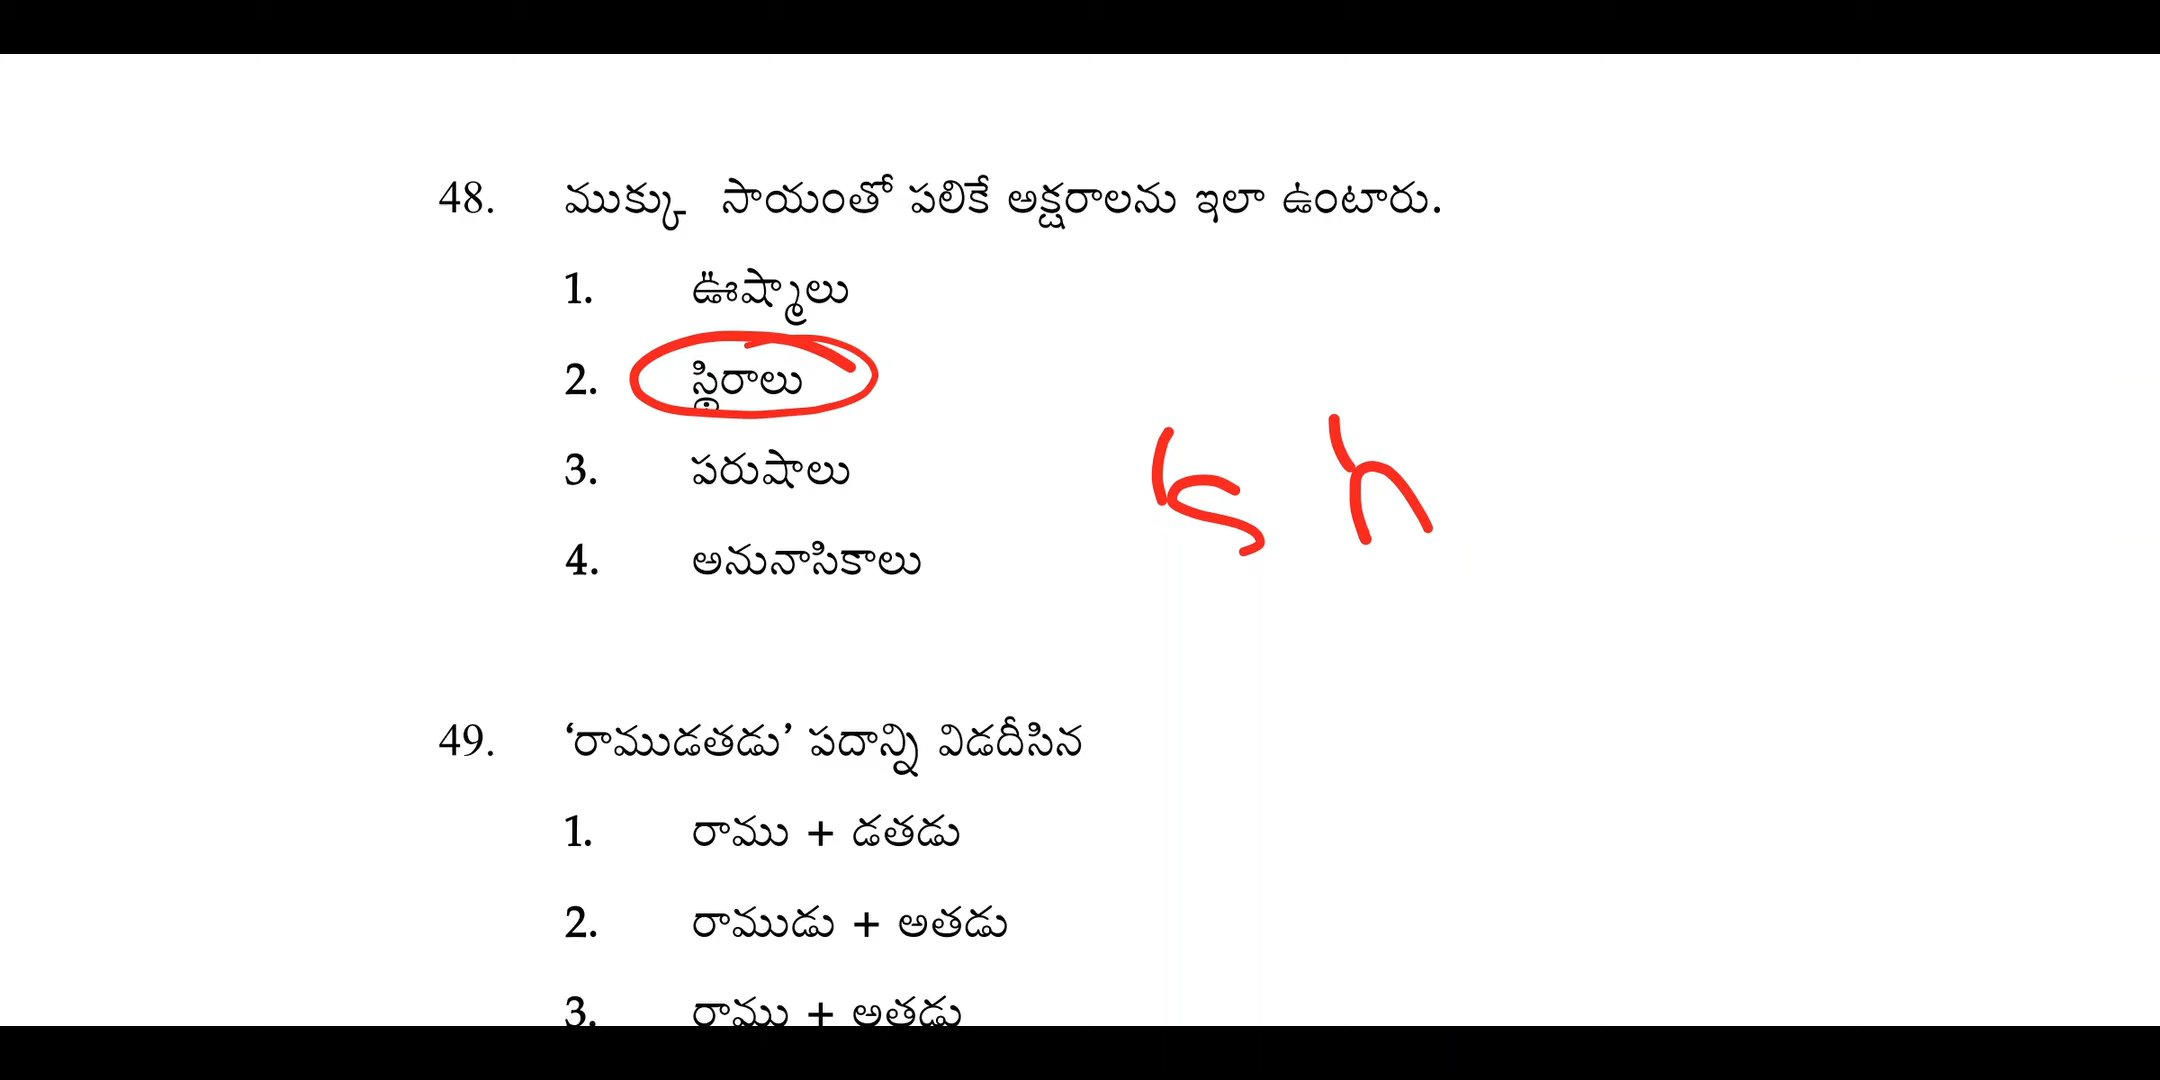 48. ముక్కు సాయంతో పలికే అక్షరాలను ఇలా ఉంటారు.
1. ఊష్మాలు
2. స్థిరాలు
3. పరుషాలు
4. అనునాసికాలు
49. ‘రాముడతడు’ పదాన్ని విడదీసిన
1. రాము + డతడు
2. రాముడు + అతడు
3. రాము + అతడు